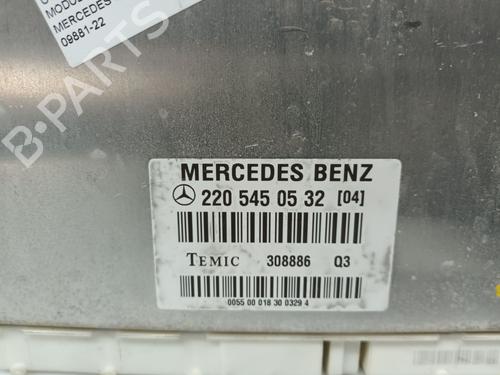 MODUL
MERCEDES
09881-22
B-PARTS
MERCEDES BENZ
220 545 05 32 [04]
TEMIC 308886 Q3
0055 00 018 30 0329 4